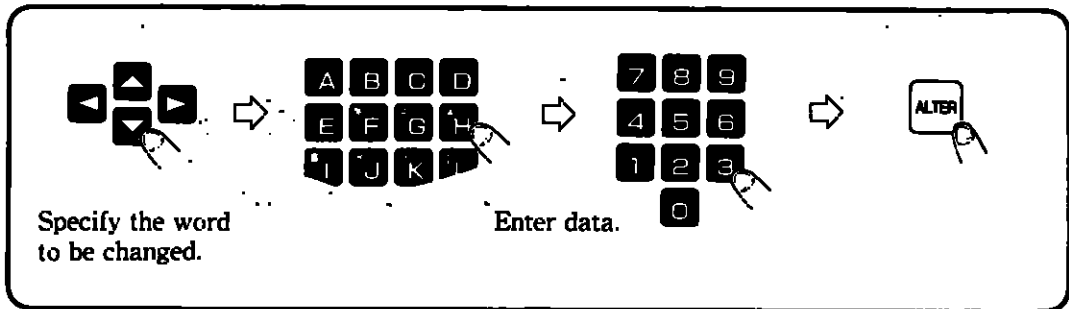 A B C D
E F G H
I J K L
7 8 9
4 5 6
1 2 3
0
ALTER
Specify the word
to be changed.
Enter data.